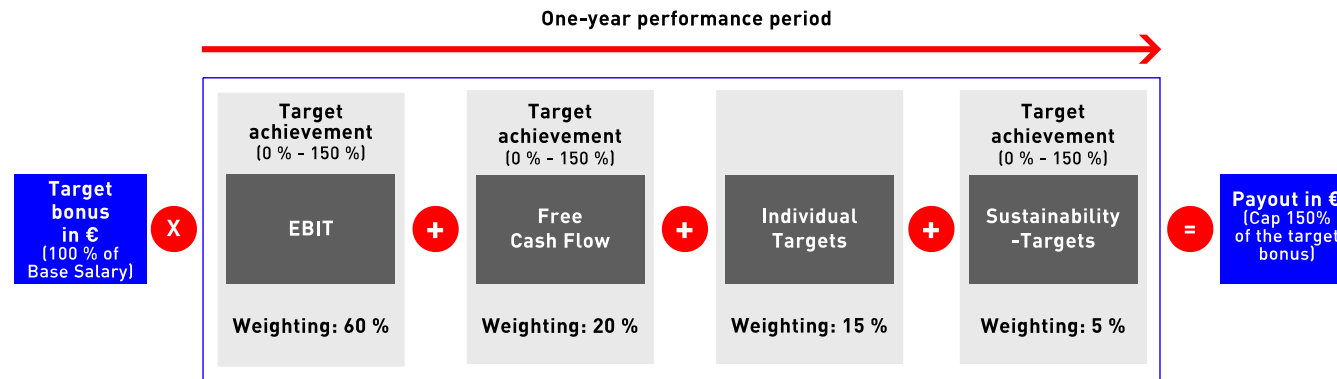 One-year performance period
Target
achievement
(0 % - 150 %)
Target
achievement
(0 % - 150 %)
Target
achievement
(0 % - 150 %)
Target
bonus
in €
(100 % of
Base Salary)
X
EBIT
+
Free
Cash Flow
+
Individual
Targets
+
Sustainability
-Targets
=
Payout in €
(Cap 150%
of the target
bonus)
Weighting: 60 %
Weighting: 20 %
Weighting: 15 %
Weighting: 5 %